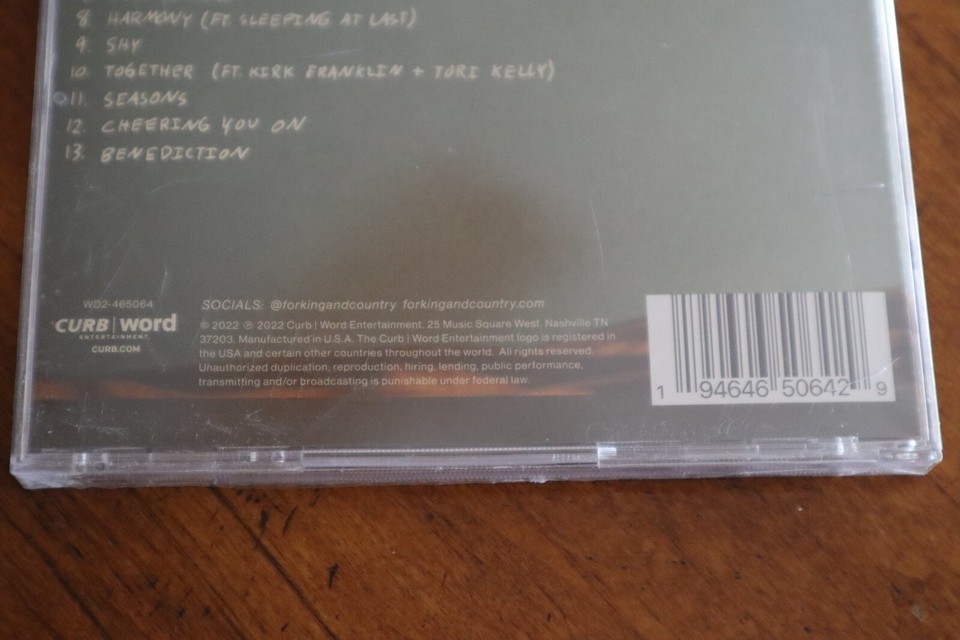 8. HARMONY (FT. SLEEPING AT LAST)
9. SHY
10. TOGETHER (FT. KIRK FRANKLIN + TORI KELLY)
11. SEASONS
12. CHEERING YOU ON
13. BENEDICTION
WD2-465064
CURB | word
ENTERTAINMENT
CURB.COM
SOCIALS: @forkingandcountry forkingandcountry.com
© 2022 ℗ 2022 Curb | Word Entertainment. 25 Music Square West. Nashville TN
37203. Manufactured in U.S.A. The Curb | Word Entertainment logo is registered in
the USA and certain other countries throughout the world. All rights reserved.
Unauthorized duplication, reproduction, hiring, lending, public performance,
transmitting and/or broadcasting is punishable under federal law.
1 94646 50642 9